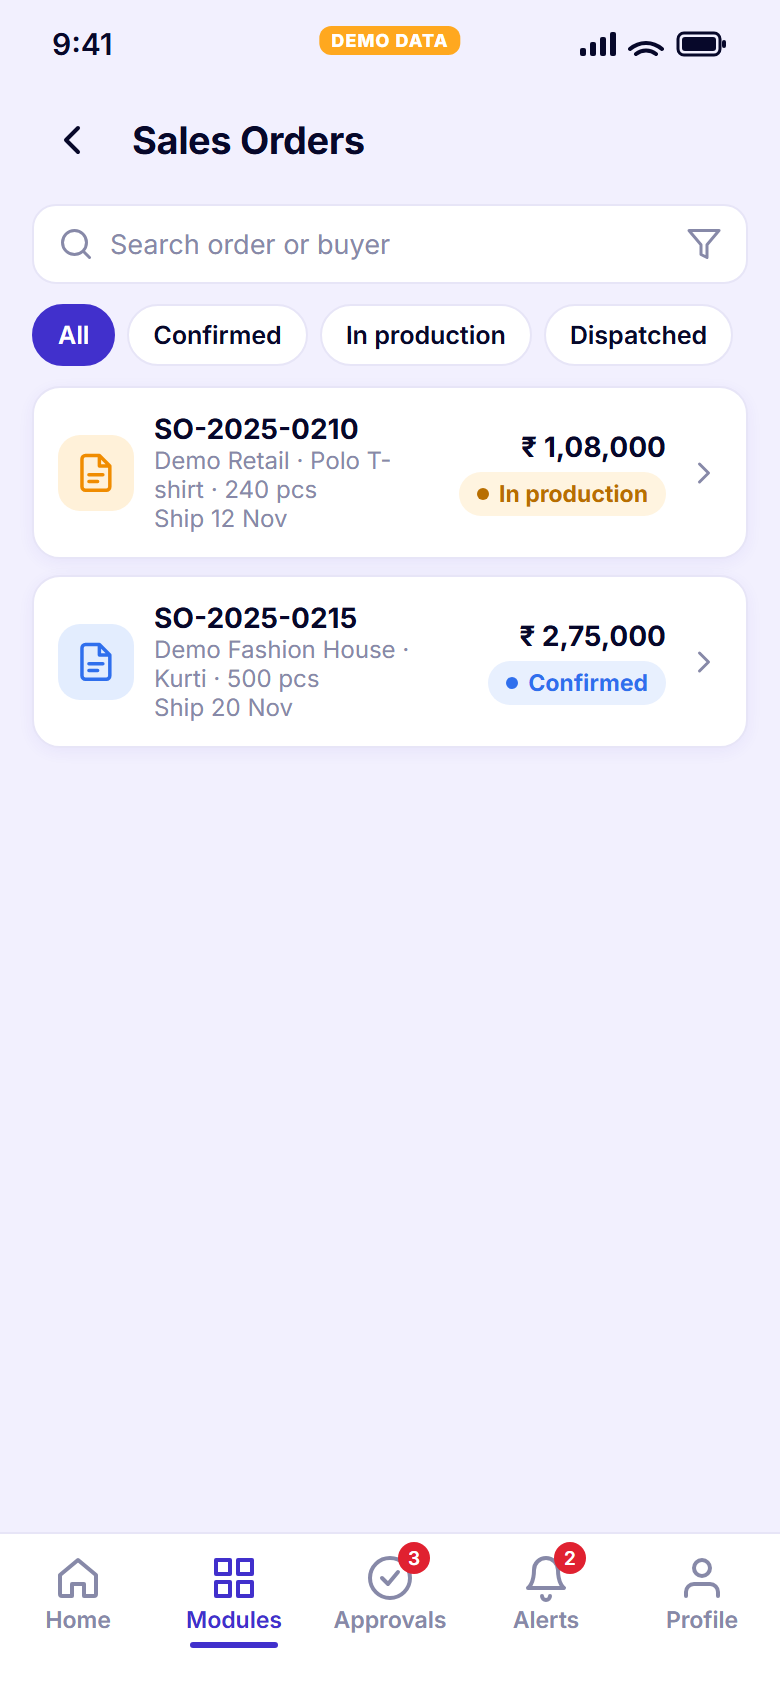 9:41
DEMO DATA
Sales Orders
Search order or buyer
All
Confirmed
In production
Dispatched
SO-2025-0210
Demo Retail · Polo T-
shirt · 240 pcs
Ship 12 Nov
₹ 1,08,000
In production
SO-2025-0215
Demo Fashion House ·
Kurti · 500 pcs
Ship 20 Nov
₹ 2,75,000
Confirmed
Home
Modules
3
Approvals
2
Alerts
Profile